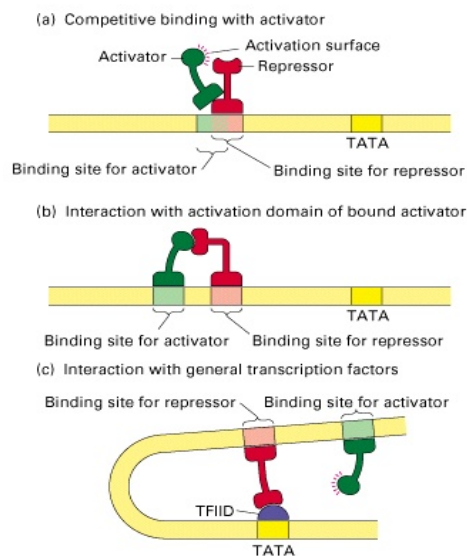 (a) Competitive binding with activator
Activation surface
Activator
Repressor
TATA
Binding site for activator
Binding site for repressor
(b) Interaction with activation domain of bound activator
TATA
Binding site for activator
Binding site for repressor
(c) Interaction with general transcription factors
Binding site for repressor
Binding site for activator
TFIID
TATA